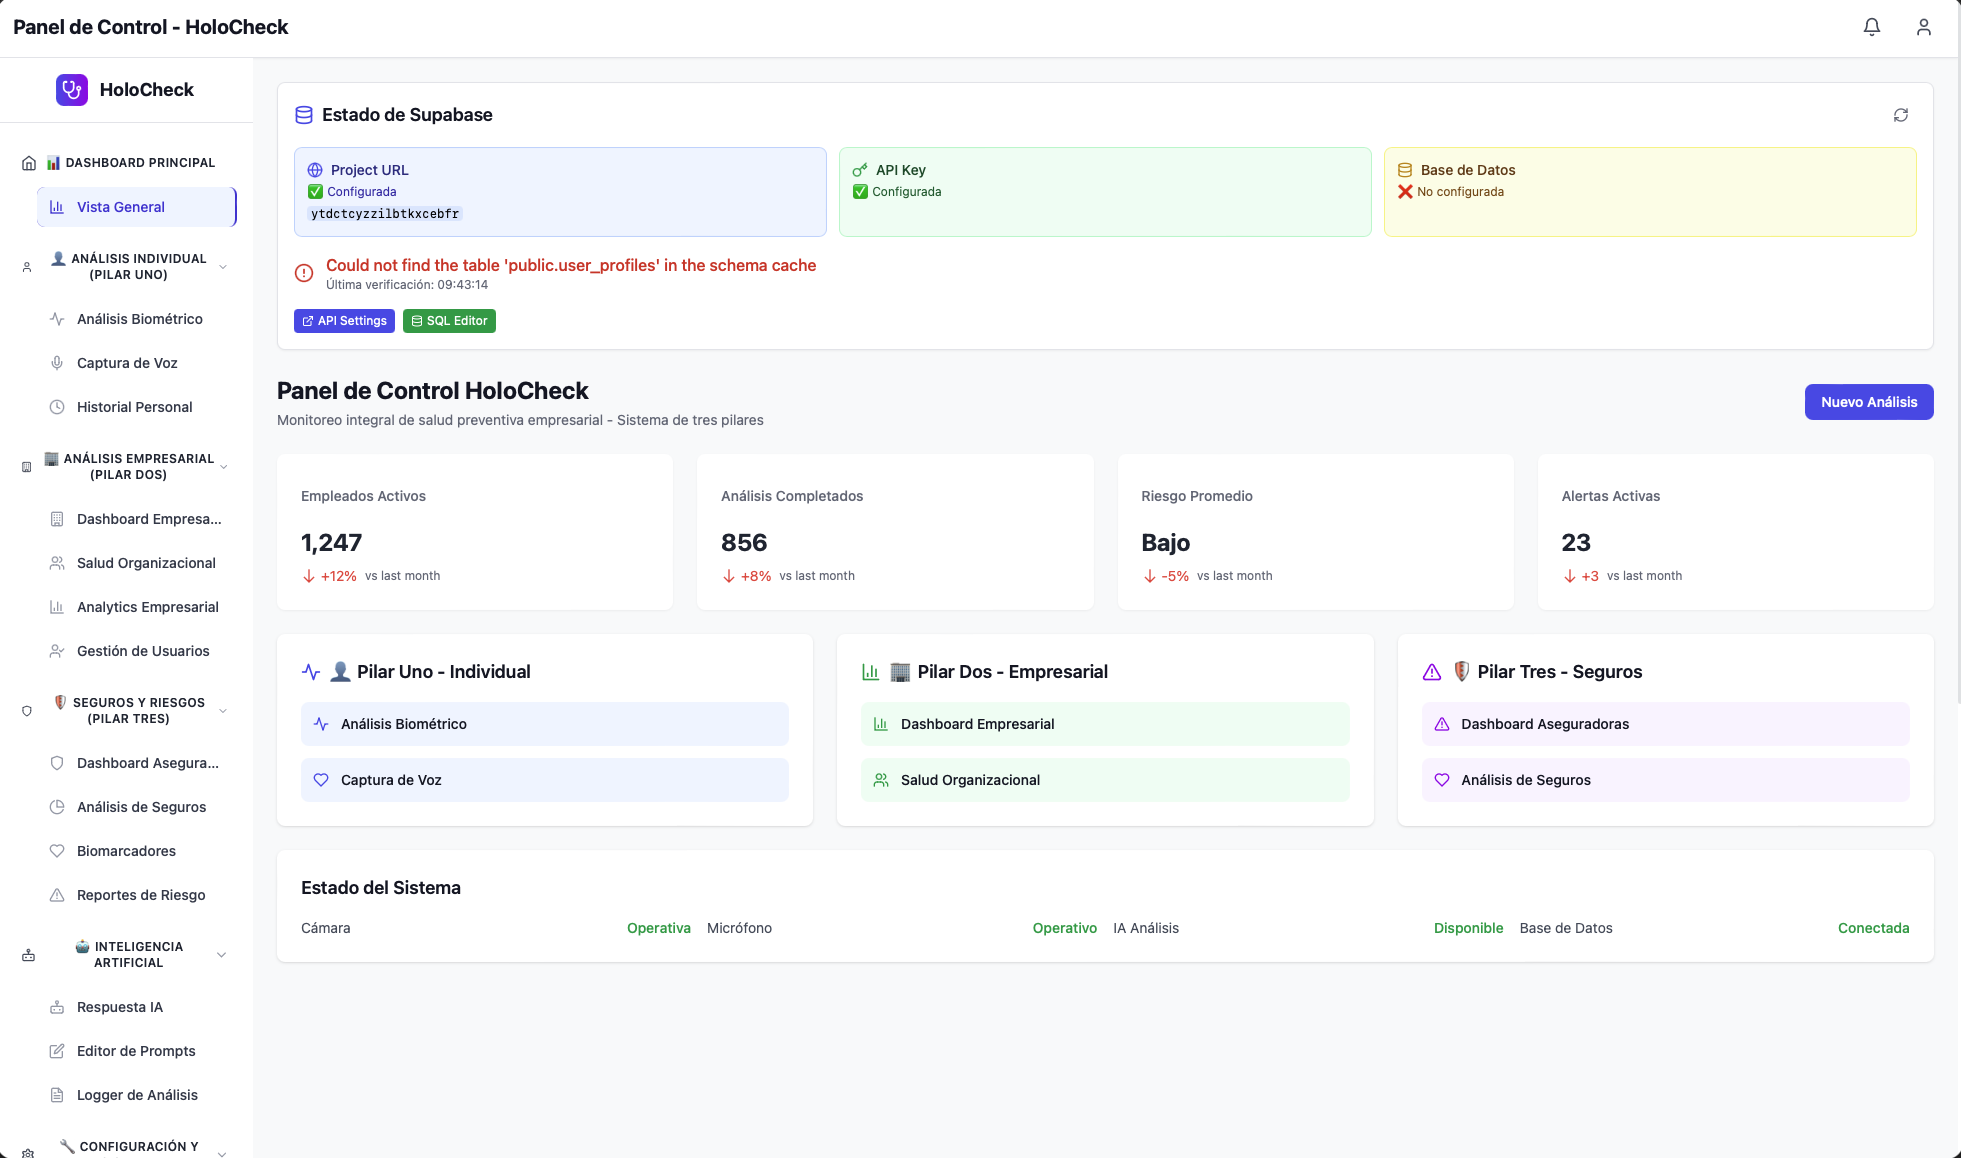 Panel de Control - HoloCheck
HoloCheck
DASHBOARD PRINCIPAL
Vista General
ANÁLISIS INDIVIDUAL
(PILAR UNO)
Análisis Biométrico
Captura de Voz
Historial Personal
ANÁLISIS EMPRESARIAL
(PILAR DOS)
Dashboard Empresa...
Salud Organizacional
Analytics Empresarial
Gestión de Usuarios
SEGUROS Y RIESGOS
(PILAR TRES)
Dashboard Asegura...
Análisis de Seguros
Biomarcadores
Reportes de Riesgo
INTELIGENCIA
ARTIFICIAL
Respuesta IA
Editor de Prompts
Logger de Análisis
CONFIGURACIÓN Y
Estado de Supabase
Project URL
Configurada
ytdctcyzzilbtkxcebfr
API Key
Configurada
Base de Datos
No configurada
Could not find the table 'public.user_profiles' in the schema cache
Última verificación: 09:43:14
API Settings
SQL Editor
Panel de Control HoloCheck
Monitoreo integral de salud preventiva empresarial - Sistema de tres pilares
Nuevo Análisis
Empleados Activos
1,247
+12% vs last month
Análisis Completados
856
+8% vs last month
Riesgo Promedio
Bajo
-5% vs last month
Alertas Activas
23
+3 vs last month
Pilar Uno - Individual
Análisis Biométrico
Captura de Voz
Pilar Dos - Empresarial
Dashboard Empresarial
Salud Organizacional
Pilar Tres - Seguros
Dashboard Aseguradoras
Análisis de Seguros
Estado del Sistema
Cámara Operativa Micrófono Operativo IA Análisis Disponible Base de Datos Conectada